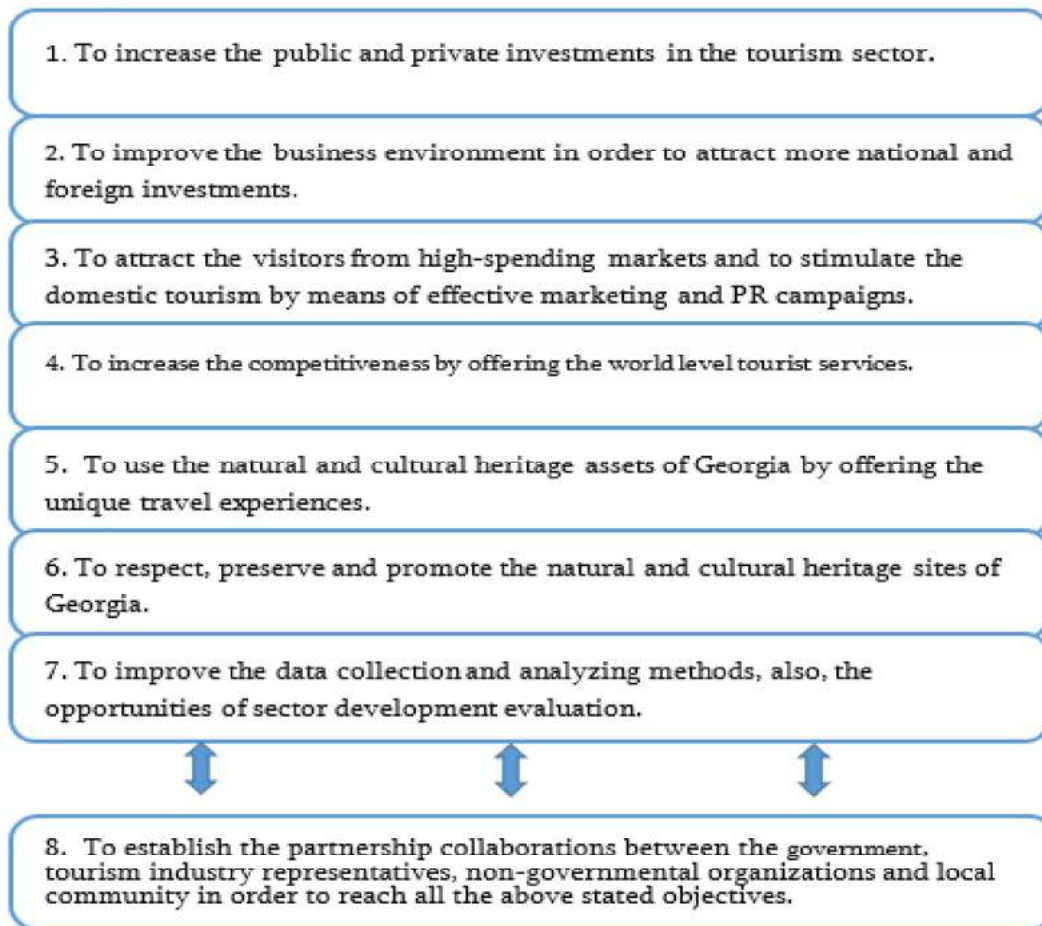 1. To increase the public and private investments in the tourism sector.
2. To improve the business environment in order to attract more national and
foreign investments.
3. To attract the visitors from high-spending markets and to stimulate the
domestic tourism by means of effective marketing and PR campaigns.
4. To increase the competitiveness by offering the world level tourist services.
5. To use the natural and cultural heritage assets of Georgia by offering the
unique travel experiences.
6. To respect, preserve and promote the natural and cultural heritage sites of
Georgia.
7. To improve the data collection and analyzing methods, also, the
opportunities of sector development evaluation.
8. To establish the partnership collaborations between the government,
tourism industry representatives, non-governmental organizations and local
community in order to reach all the above stated objectives.